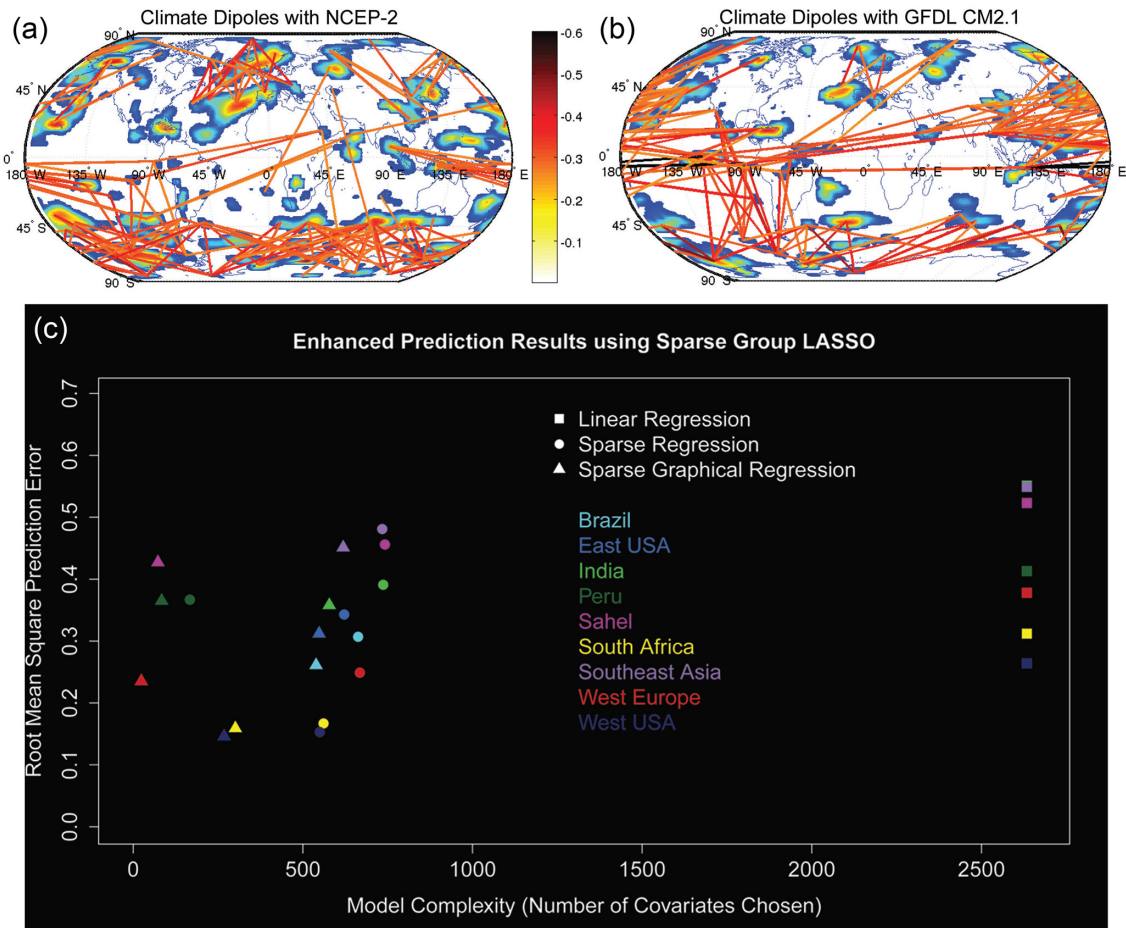 (a)
Climate Dipoles with NCEP-2
90° N
45° N
0°
180° W
135° W
90° W
45° W
0°
45° E
90° E
135° E
180° E
45° S
90° S
-0.6
-0.5
-0.4
-0.3
-0.2
-0.1
(b)
Climate Dipoles with GFDL CM2.1
90° N
45° N
0°
180° W
135° W
90° W
45° W
0°
45° E
90° E
135° E
180° E
45° S
90° S
(c)
Enhanced Prediction Results using Sparse Group LASSO
Root Mean Square Prediction Error
0.7
0.6
0.5
0.4
0.3
0.2
0.1
0.0
Linear Regression
Sparse Regression
Sparse Graphical Regression
Brazil
East USA
India
Peru
Sahel
South Africa
Southeast Asia
West Europe
West USA
0
500
1000
1500
2000
2500
Model Complexity (Number of Covariates Chosen)